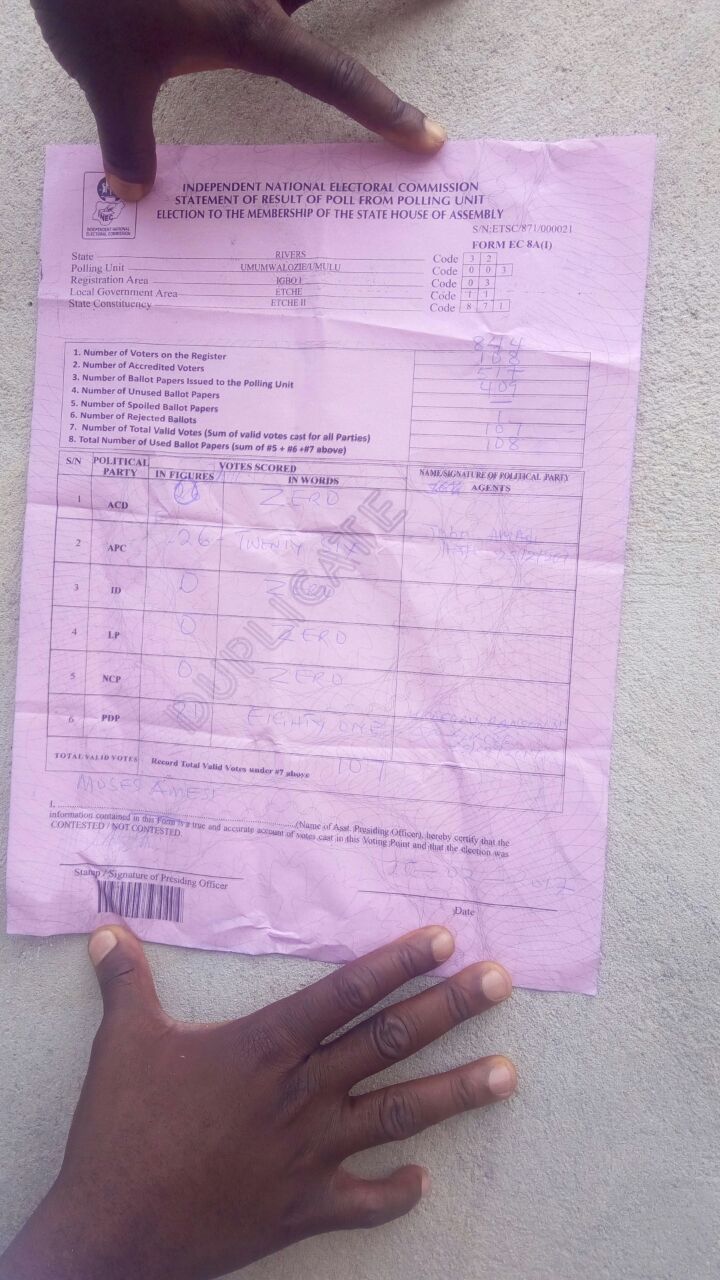 INDEPENDENT NATIONAL ELECTORAL COMMISSION
STATEMENT OF RESULT OF POLL FROM POLLING UNIT
ELECTION TO THE MEMBERSHIP OF THE STATE HOUSE OF ASSEMBLY
INEC
INDEPENDENT NATIONAL
ELECTORAL COMMISSION
S/N:ETSC/871/000021
FORM EC 8A(I)
State RIVERS Code 3 2
Polling Unit UMUMWALOZIE/UMULU Code 0 0 3
Registration Area IGBO I Code 0 3
Local Government Area ETCHE Code 1 1
State Constituency ETCHE II Code 8 7 1
1. Number of Voters on the Register 844
2. Number of Accredited Voters 108
3. Number of Ballot Papers Issued to the Polling Unit 517
4. Number of Unused Ballot Papers 409
5. Number of Spoiled Ballot Papers —
6. Number of Rejected Ballots 1
7. Number of Total Valid Votes (Sum of valid votes cast for all Parties) 107
8. Total Number of Used Ballot Papers (sum of #5 + #6 +#7 above) 108
S/N POLITICAL PARTY VOTES SCORED NAME/SIGNATURE OF POLITICAL PARTY AGENTS
IN FIGURES IN WORDS
1 ACD ZERO
2 APC 26 TWENTY
3 ID 0 ZERO
4 LP 0 ZERO
5 NCP 0 ZERO
6 PDP EIGHTY ONE
DUPLICATE
TOTAL VALID VOTES Record Total Valid Votes under #7 above 107
MOSES AMESI
I, (Name of Asst. Presiding Officer), hereby certify that the
information contained in this Form is a true and accurate account of votes cast in this Voting Point and that the election was
CONTESTED / NOT CONTESTED.
Stamp / Signature of Presiding Officer
Date